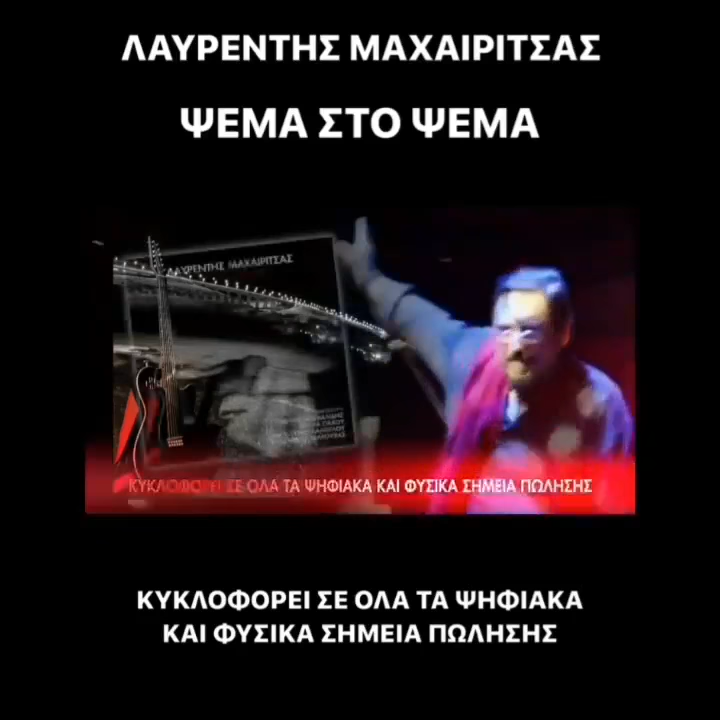 ΛΑΥΡΕΝΤΗΣ ΜΑΧΑΙΡΙΤΣΑΣ
ΨΕΜΑ ΣΤΟ ΨΕΜΑ
ΛΑΥΡΕΝΤΗΣ ΜΑΧΑΙΡΙΤΣΑΣ
ΚΥΚΛΟΦΟΡΕΙ ΣΕ ΟΛΑ ΤΑ ΨΗΦΙΑΚΑ ΚΑΙ ΦΥΣΙΚΑ ΣΗΜΕΙΑ ΠΩΛΗΣΗΣ
ΚΥΚΛΟΦΟΡΕΙ ΣΕ ΟΛΑ ΤΑ ΨΗΦΙΑΚΑ
ΚΑΙ ΦΥΣΙΚΑ ΣΗΜΕΙΑ ΠΩΛΗΣΗΣ